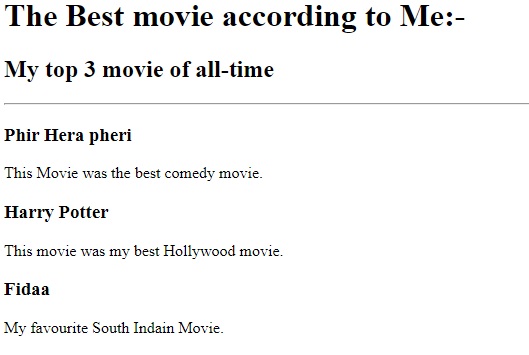 The Best movie according to Me:-
My top 3 movie of all-time
Phir Hera pheri
This Movie was the best comedy movie.
Harry Potter
This movie was my best Hollywood movie.
Fidaa
My favourite South Indain Movie.